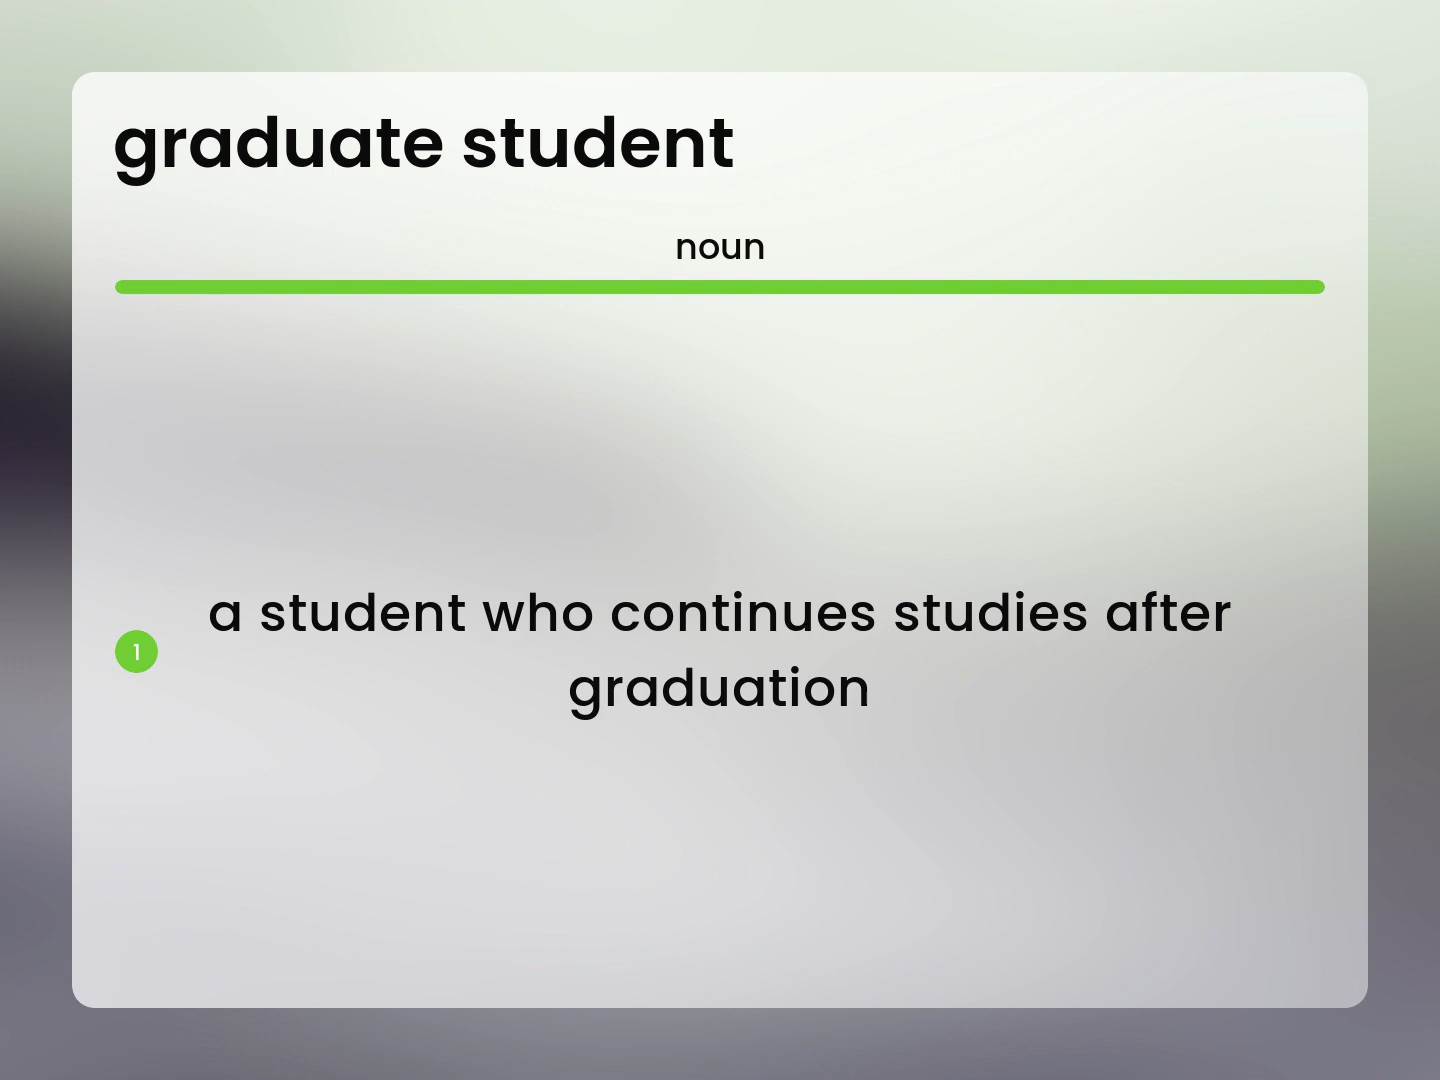 graduate student
noun
1
a student who continues studies after
graduation